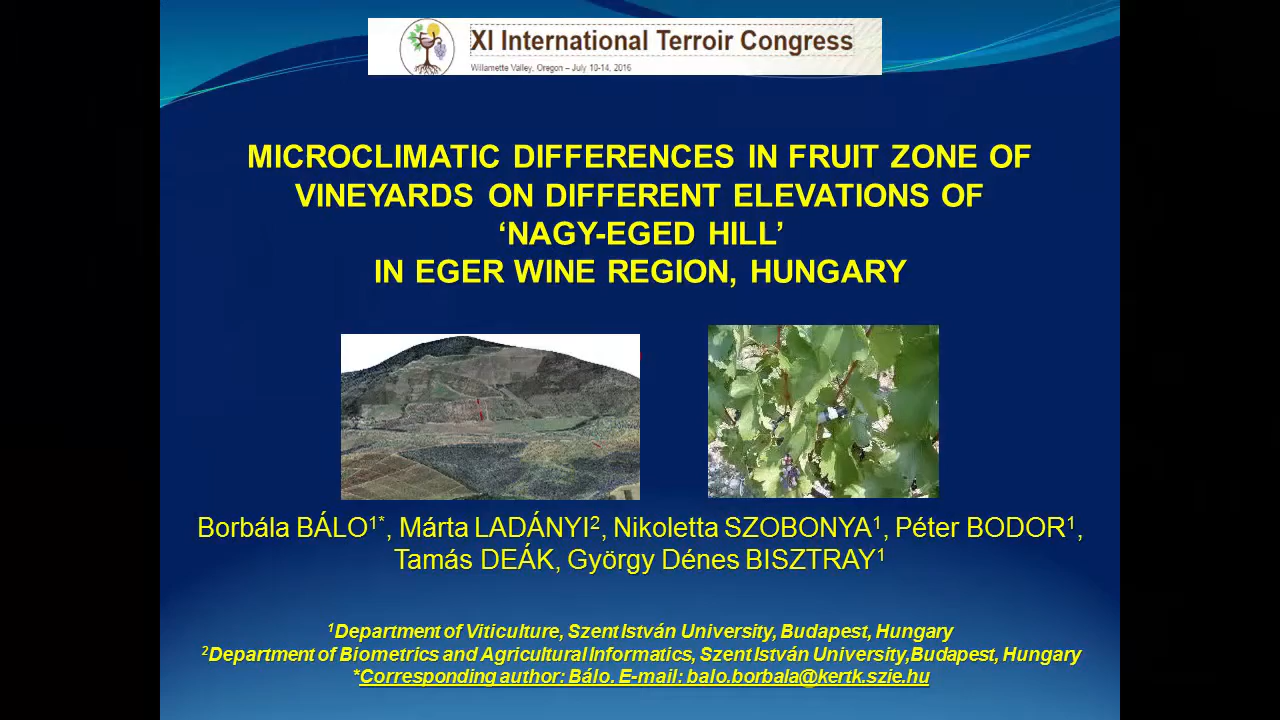 XI International Terroir Congress
Willamette Valley, Oregon – July 10-14, 2016
MICROCLIMATIC DIFFERENCES IN FRUIT ZONE OF
VINEYARDS ON DIFFERENT ELEVATIONS OF
‘NAGY-EGED HILL’
IN EGER WINE REGION, HUNGARY
Borbála BÁLO¹*, Márta LADÁNYI², Nikoletta SZOBONYA¹, Péter BODOR¹,
Tamás DEÁK, György Dénes BISZTRAY¹
¹Department of Viticulture, Szent István University, Budapest, Hungary
²Department of Biometrics and Agricultural Informatics, Szent István University,Budapest, Hungary
*Corresponding author: Bálo. E-mail: balo.borbala@kertk.szie.hu